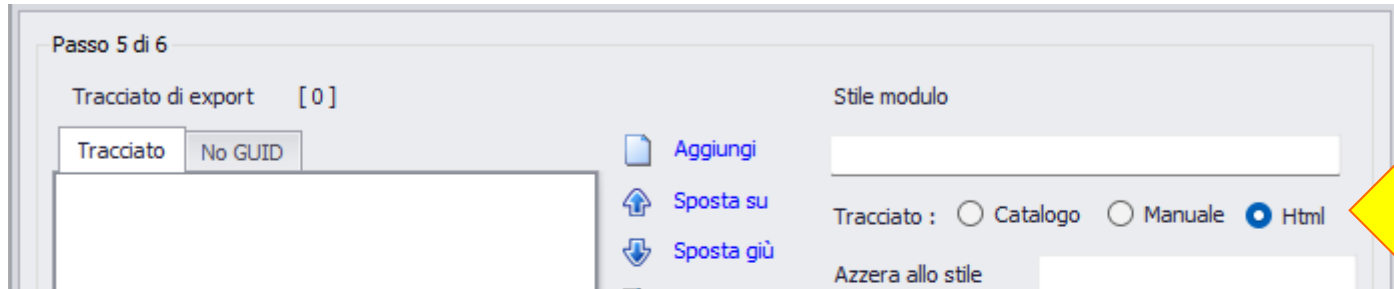 Passo 5 di 6
Tracciato di export [ 0 ]
Stile modulo
Tracciato
No GUID
Aggiungi
Sposta su
Tracciato : Catalogo Manuale Html
Sposta giù
Azzera allo stile